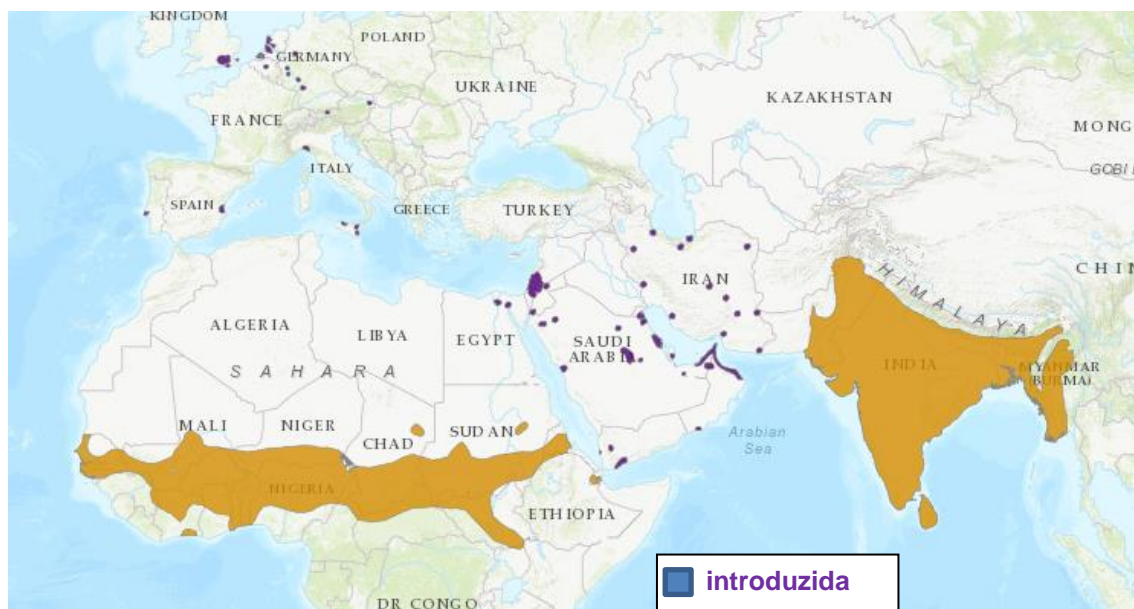 KINGDOM
POLAND
GERMANY
UKRAINE
KAZAKHSTAN
FRANCE
MONG
GOBI
ITALY
SPAIN
GREECE
TURKEY
CHIN
HIMALAYA
IRAN
ALGERIA
LIBYA
EGYPT
SAUDI
ARABI
SAHARA
INDIA
MYANMAR
(BURMA)
MALI
NIGER
CHAD
SUDAN
Arabian
Sea
NIGERIA
ETHIOPIA
introduzida
DR CONGO